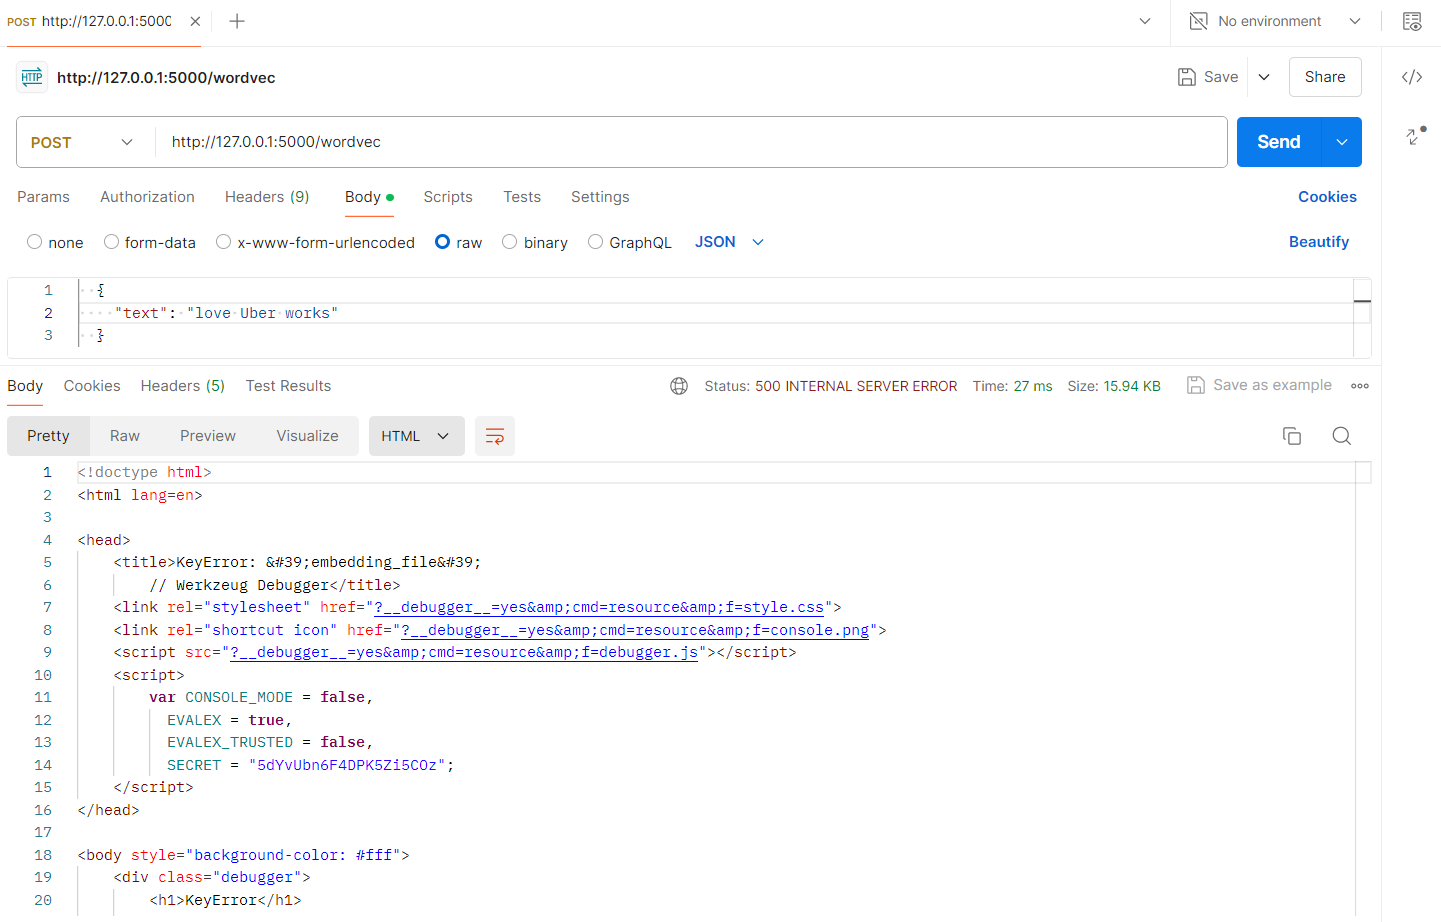 POST http://127.0.0.1:5000
No environment
HTTP http://127.0.0.1:5000/wordvec
Save
Share
POST
http://127.0.0.1:5000/wordvec
Send
Params Authorization Headers (9) Body Scripts Tests Settings Cookies
none form-data x-www-form-urlencoded raw binary GraphQL JSON Beautify
1 {
2 "text": "love Uber works"
3 }
Body Cookies Headers (5) Test Results Status: 500 INTERNAL SERVER ERROR Time: 27 ms Size: 15.94 KB Save as example
Pretty Raw Preview Visualize HTML
1 <!doctype html>
2 <html lang=en>
3
4 <head>
5 <title>KeyError: &#39;embedding_file&#39;
6 // Werkzeug Debugger</title>
7 <link rel="stylesheet" href="?__debugger__=yes&amp;cmd=resource&amp;f=style.css">
8 <link rel="shortcut icon" href="?__debugger__=yes&amp;cmd=resource&amp;f=console.png">
9 <script src="?__debugger__=yes&amp;cmd=resource&amp;f=debugger.js"></script>
10 <script>
11 var CONSOLE_MODE = false,
12 EVALEX = true,
13 EVALEX_TRUSTED = false,
14 SECRET = "5dYvUbn6F4DPK5Zi5COz";
15 </script>
16 </head>
17
18 <body style="background-color: #fff">
19 <div class="debugger">
20 <h1>KeyError</h1>